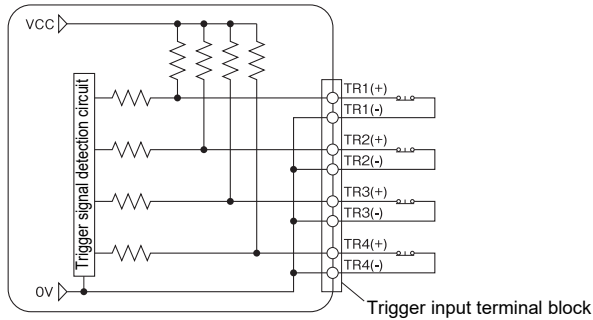 VCC
Trigger signal detection circuit
TR1(+)
TR1(-)
TR2(+)
TR2(-)
TR3(+)
TR3(-)
TR4(+)
TR4(-)
0V
Trigger input terminal block